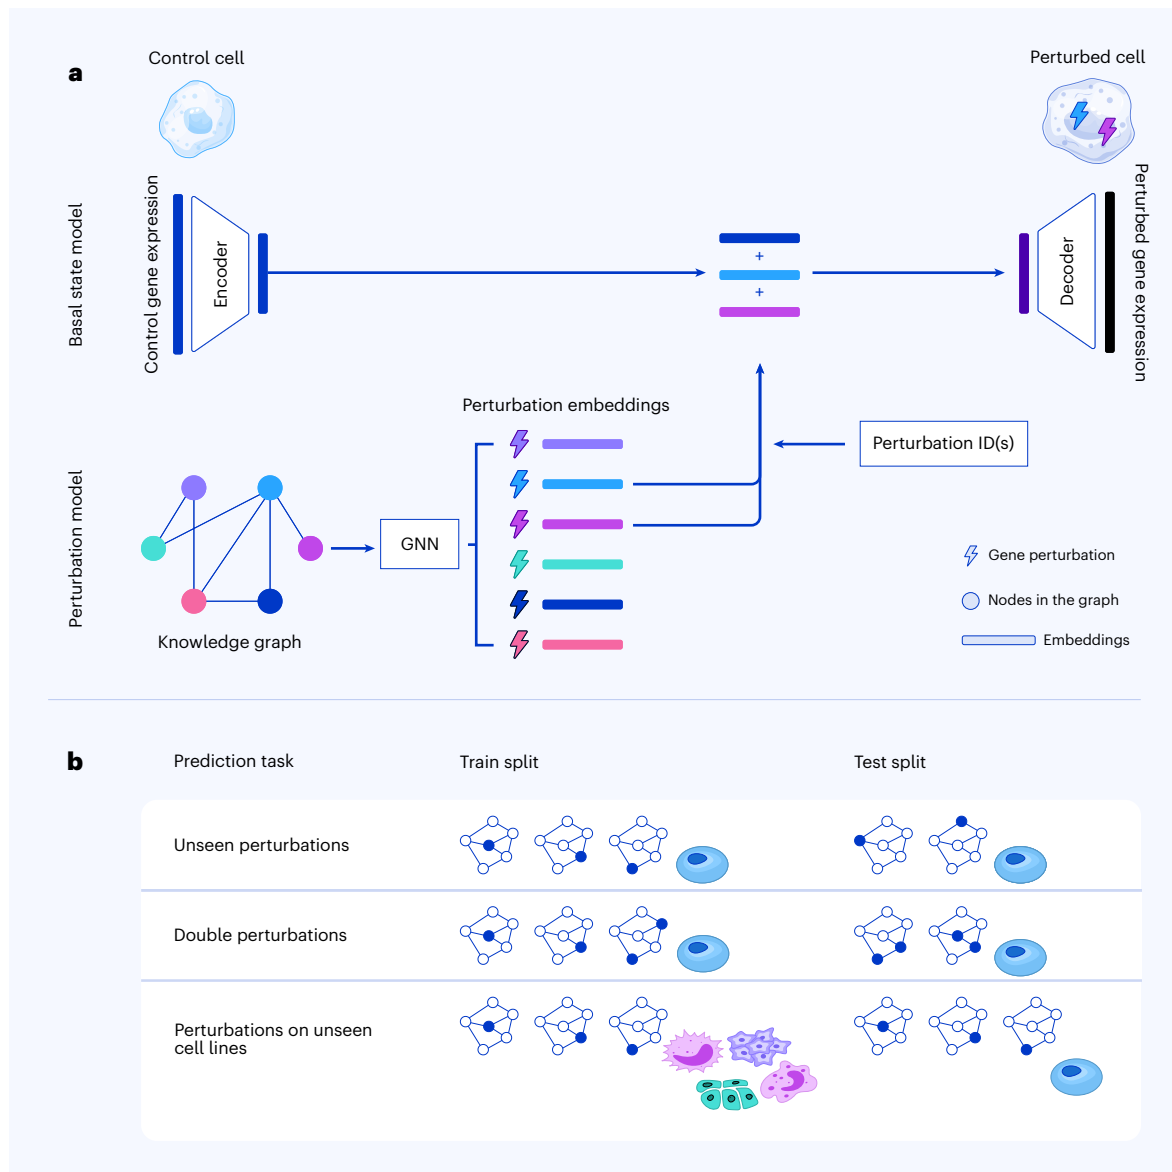 a
Control cell
Perturbed cell
Basal state model
Control gene expression
Encoder
+
+
Decoder
Perturbed gene expression
Perturbation embeddings
Perturbation ID(s)
Perturbation model
GNN
Knowledge graph
Gene perturbation
Nodes in the graph
Embeddings
b
Prediction task
Train split
Test split
Unseen perturbations
Double perturbations
Perturbations on unseen
cell lines